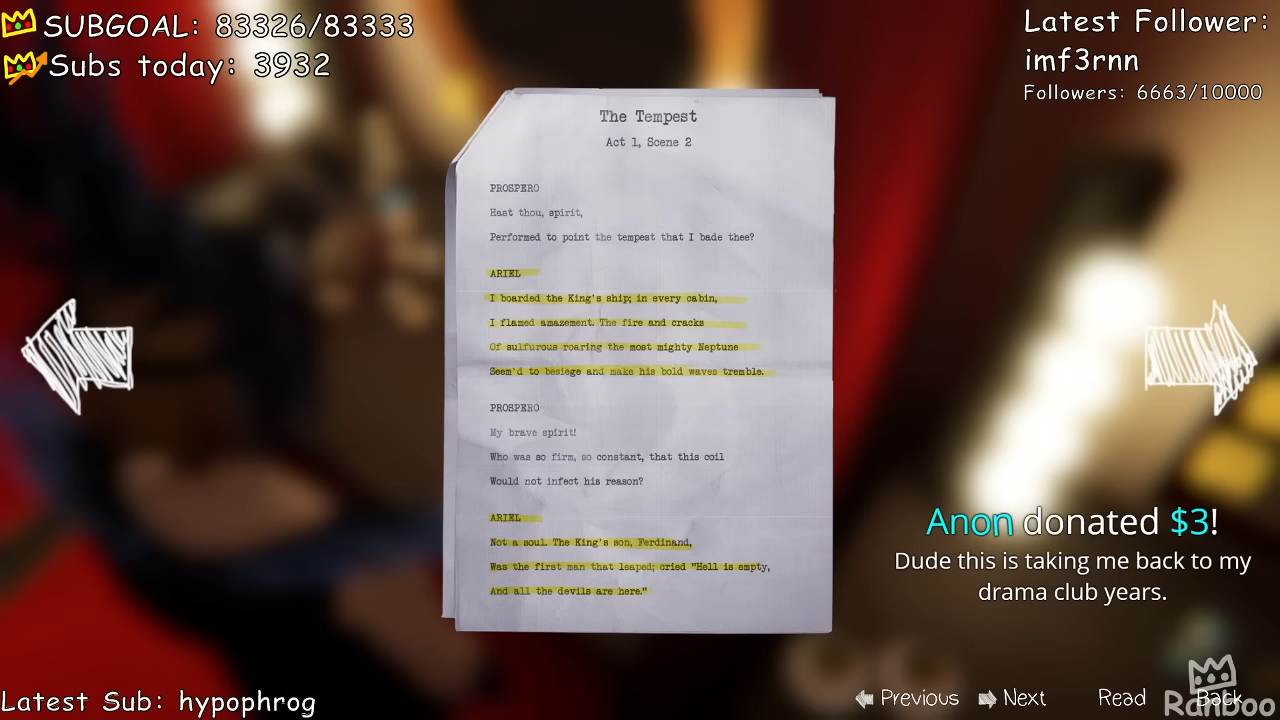 SUBGOAL: 83326/83333
Subs today: 3932
Latest Follower:
imf3rnn
Followers: 6663/10000
The Tempest
Act 1, Scene 2
PROSPERO
Hast thou, spirit,
Performed to point the tempest that I bade thee?
ARIEL
I boarded the King's ship; in every cabin,
I flamed amazement. The fire and cracks
Of sulfurous roaring the most mighty Neptune
Seem'd to besiege and make his bold waves tremble.
PROSPERO
My brave spirit!
Who was so firm, so constant, that this coil
Would not infect his reason?
ARIEL
Not a soul. The King's son, Ferdinand,
Was the first man that leaped; cried "Hell is empty,
And all the devils are here."
Anon donated $3!
Dude this is taking me back to my
drama club years.
Latest Sub: hypophrog
Previous Next Read Back
Ranboo